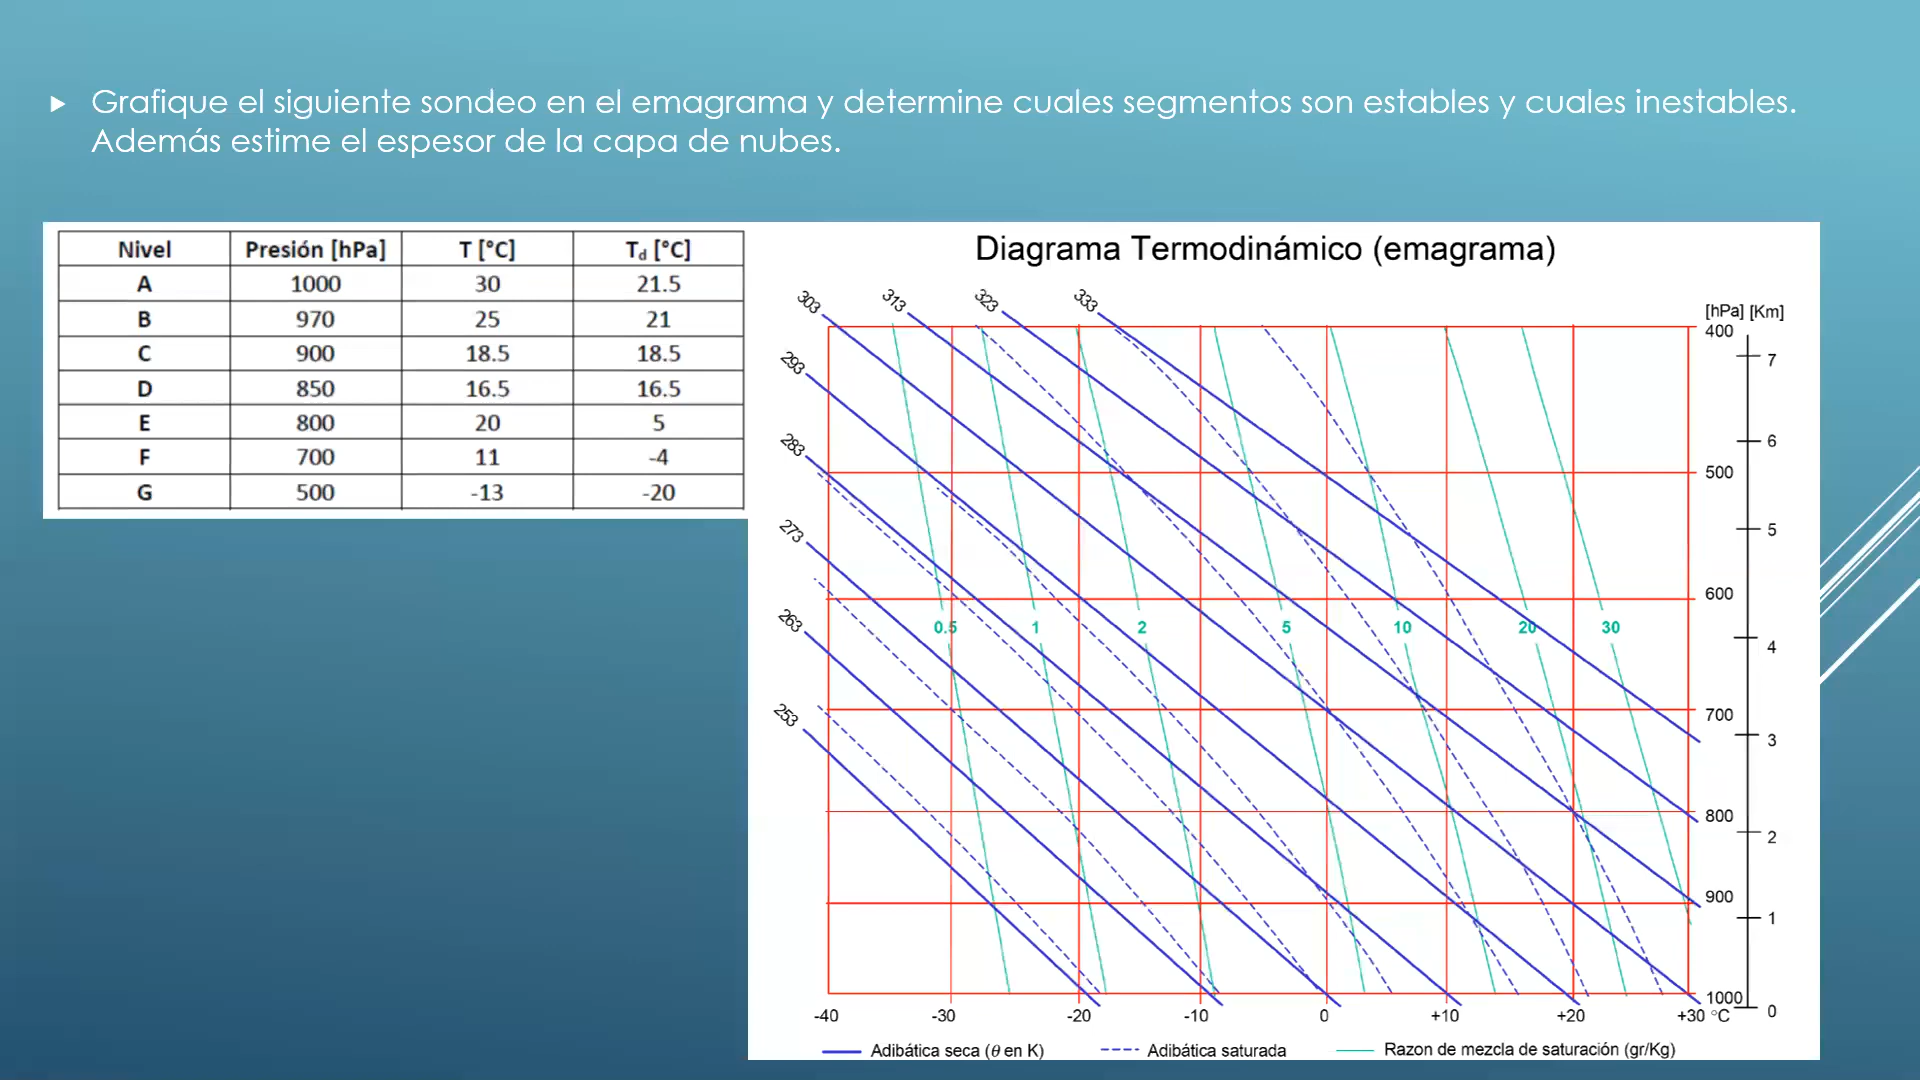 Grafique el siguiente sondeo en el emagrama y determine cuales segmentos son estables y cuales inestables.
Además estime el espesor de la capa de nubes.
Nivel Presión [hPa] T [°C] Td [°C]
A 1000 30 21.5
B 970 25 21
C 900 18.5 18.5
D 850 16.5 16.5
E 800 20 5
F 700 11 -4
G 500 -13 -20
Diagrama Termodinámico (emagrama)
303 313 323 333
[hPa] [Km]
400
7
293
6
283
500
5
273
600
263
0.5 1 2 5 10 20 30
4
253
700
3
800
2
900
1
1000
0
-40 -30 -20 -10 0 +10 +20 +30 °C
Adibática seca (θ en K) Adibática saturada Razon de mezcla de saturación (gr/Kg)